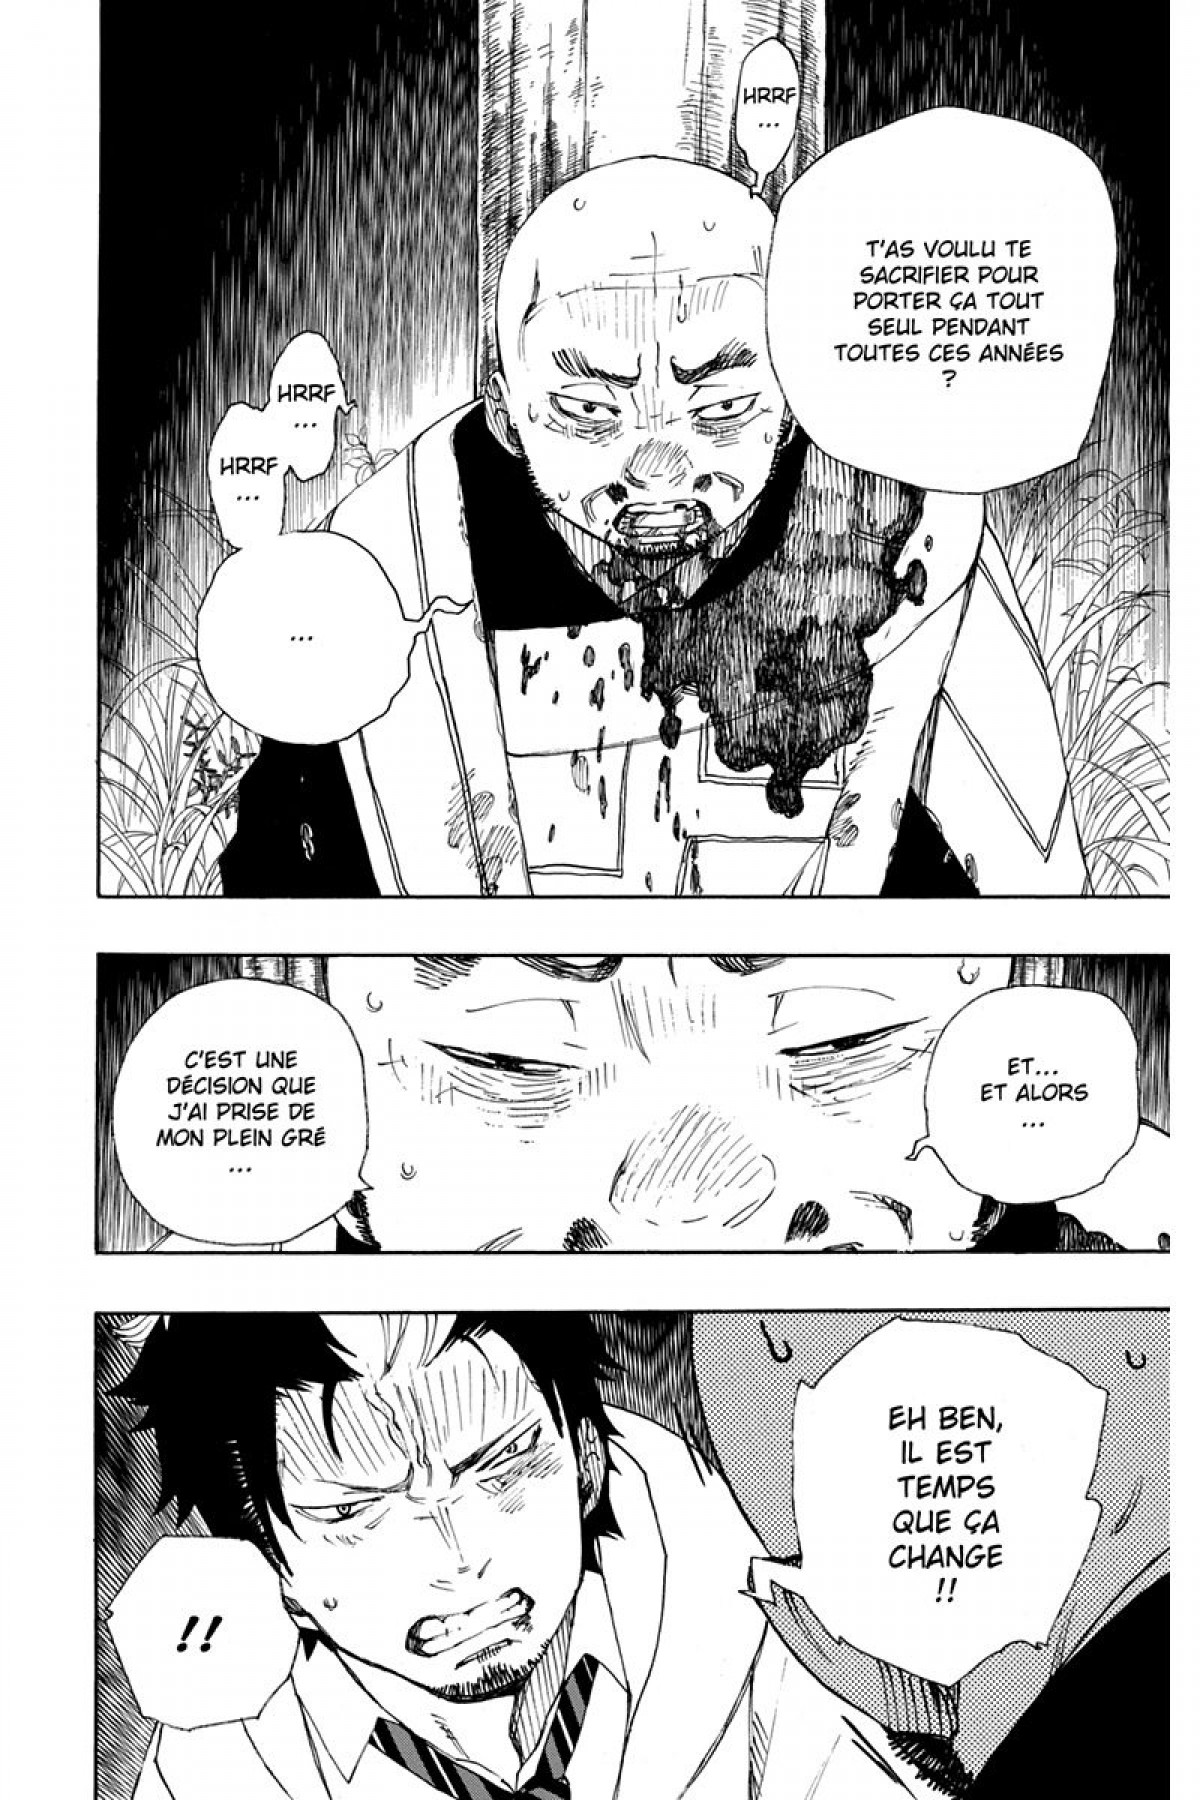 HRRF
...
T'AS VOULU TE
SACRIFIER POUR
PORTER ÇA TOUT
SEUL PENDANT
TOUTES CES ANNÉES
?
HRRF
...
HRRF
...
...
ET...
ET ALORS
...
C'EST UNE
DÉCISION QUE
J'AI PRISE DE
MON PLEIN GRÉ
...
EH BEN,
IL EST
TEMPS
QUE ÇA
CHANGE
!!
!!